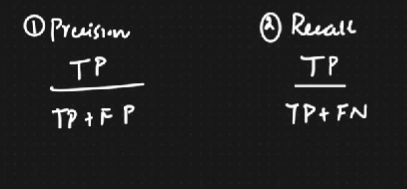 ① Precision
TP
TP + FP
② Recall
TP
TP + FN